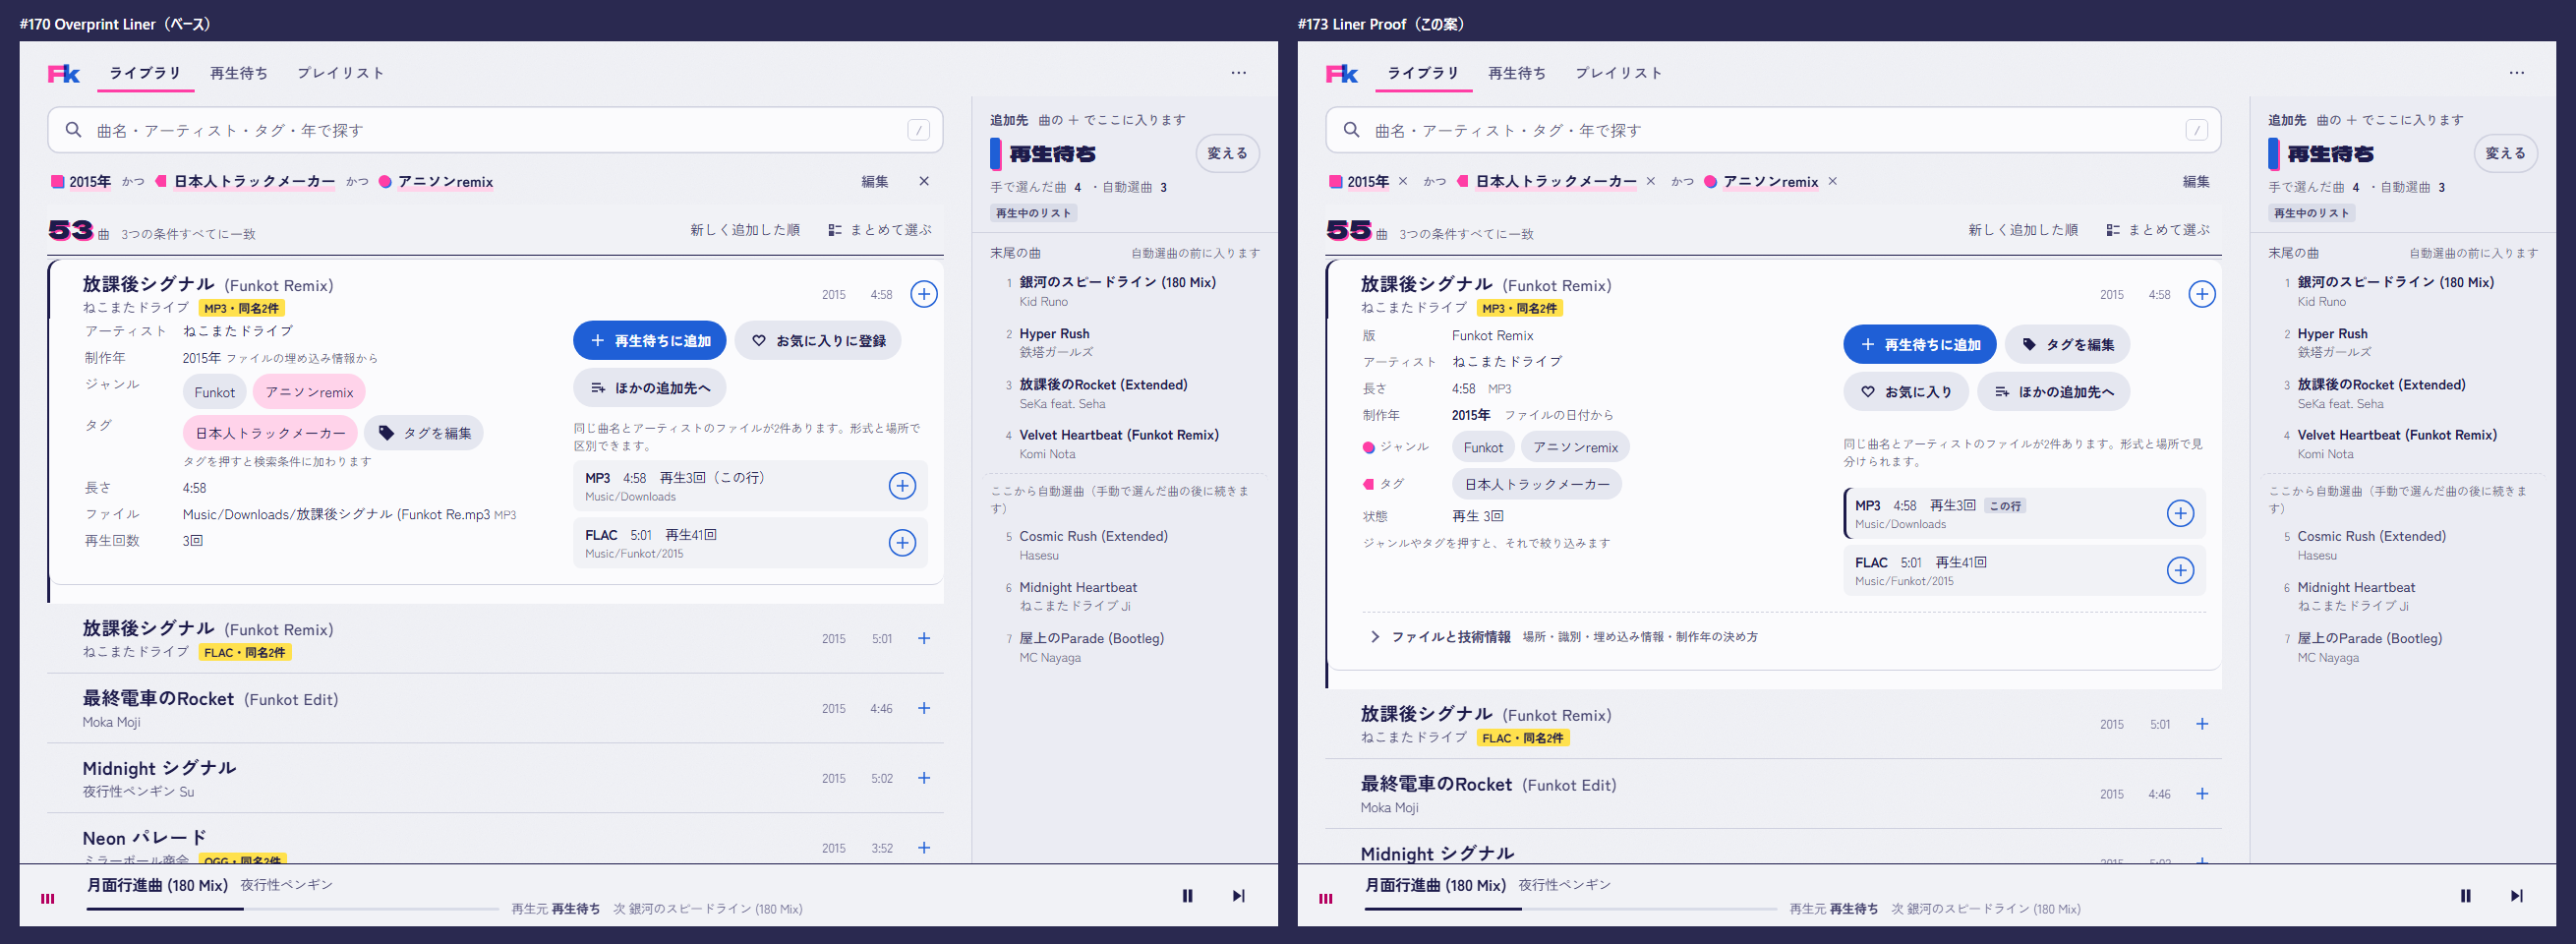 #170 Overprint Liner（ベース）
Fk ライブラリ 再生待ち プレイリスト ...
曲名・アーティスト・タグ・年で探す /
2015年 かつ 日本人トラックメーカー かつ アニソンremix 編集 ×
53 曲 3つの条件すべてに一致 新しく追加した順 まとめて選ぶ
放課後シグナル (Funkot Remix) 2015 4:58 +
ねこまたドライブ MP3・同名2件
アーティスト ねこまたドライブ
制作年 2015年 ファイルの埋め込み情報から
ジャンル Funkot アニソンremix
タグ 日本人トラックメーカー タグを編集
タグを押すと検索条件に加わります
長さ 4:58
ファイル Music/Downloads/放課後シグナル (Funkot Re.mp3 MP3
再生回数 3回
+ 再生待ちに追加 お気に入りに登録
ほかの追加先へ
同じ曲名とアーティストのファイルが2件あります。形式と場所で
区別できます。
MP3 4:58 再生3回（この行） +
Music/Downloads
FLAC 5:01 再生41回 +
Music/Funkot/2015
放課後シグナル (Funkot Remix) 2015 5:01 +
ねこまたドライブ FLAC・同名2件
最終電車のRocket (Funkot Edit) 2015 4:46 +
Moka Moji
Midnight シグナル 2015 5:02 +
夜行性ペンギン Su
Neon パレード 2015 3:52 +
ミラーボール商会 OGG・同名2件
追加先 曲の + でここに入ります
再生待ち 変える
手で選んだ曲 4 ・自動選曲 3
再生中のリスト
末尾の曲 自動選曲の前に入ります
1 銀河のスピードライン (180 Mix)
Kid Runo
2 Hyper Rush
鉄塔ガールズ
3 放課後のRocket (Extended)
SeKa feat. Seha
4 Velvet Heartbeat (Funkot Remix)
Komi Nota
ここから自動選曲（手動で選んだ曲の後に続きま
す）
5 Cosmic Rush (Extended)
Hasesu
6 Midnight Heartbeat
ねこまたドライブ Ji
7 屋上のParade (Bootleg)
MC Nayaga
月面行進曲 (180 Mix) 夜行性ペンギン
再生元 再生待ち 次 銀河のスピードライン (180 Mix)
#173 Liner Proof（この案）
Fk ライブラリ 再生待ち プレイリスト ...
曲名・アーティスト・タグ・年で探す /
2015年 × かつ 日本人トラックメーカー × かつ アニソンremix × 編集
55 曲 3つの条件すべてに一致 新しく追加した順 まとめて選ぶ
放課後シグナル (Funkot Remix) 2015 4:58 +
ねこまたドライブ MP3・同名2件
版 Funkot Remix
アーティスト ねこまたドライブ
長さ 4:58 MP3
制作年 2015年 ファイルの日付から
ジャンル Funkot アニソンremix
タグ 日本人トラックメーカー
状態 再生 3回
ジャンルやタグを押すと、それで絞り込みます
+ 再生待ちに追加 タグを編集
お気に入り ほかの追加先へ
同じ曲名とアーティストのファイルが2件あります。形式と場所で見
分けられます。
MP3 4:58 再生3回 この行 +
Music/Downloads
FLAC 5:01 再生41回 +
Music/Funkot/2015
ファイルと技術情報 場所・識別・埋め込み情報・制作年の決め方
放課後シグナル (Funkot Remix) 2015 5:01 +
ねこまたドライブ FLAC・同名2件
最終電車のRocket (Funkot Edit) 2015 4:46 +
Moka Moji
Midnight シグナル 2015 5:02 +
追加先 曲の + でここに入ります
再生待ち 変える
手で選んだ曲 4 ・自動選曲 3
再生中のリスト
末尾の曲 自動選曲の前に入ります
1 銀河のスピードライン (180 Mix)
Kid Runo
2 Hyper Rush
鉄塔ガールズ
3 放課後のRocket (Extended)
SeKa feat. Seha
4 Velvet Heartbeat (Funkot Remix)
Komi Nota
ここから自動選曲（手動で選んだ曲の後に続きま
す）
5 Cosmic Rush (Extended)
Hasesu
6 Midnight Heartbeat
ねこまたドライブ Ji
7 屋上のParade (Bootleg)
MC Nayaga
月面行進曲 (180 Mix) 夜行性ペンギン
再生元 再生待ち 次 銀河のスピードライン (180 Mix)